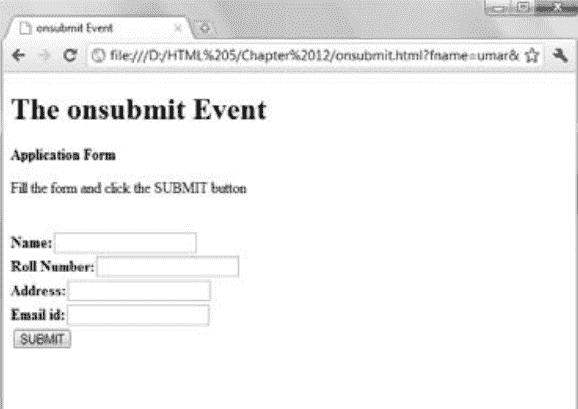 onsubmit Event
file:///D:/HTML%205/Chapter%2012/onsubmit.html?fname=umar&
The onsubmit Event
Application Form
Fill the form and click the SUBMIT button
Name:
Roll Number:
Address:
Email id:
SUBMIT